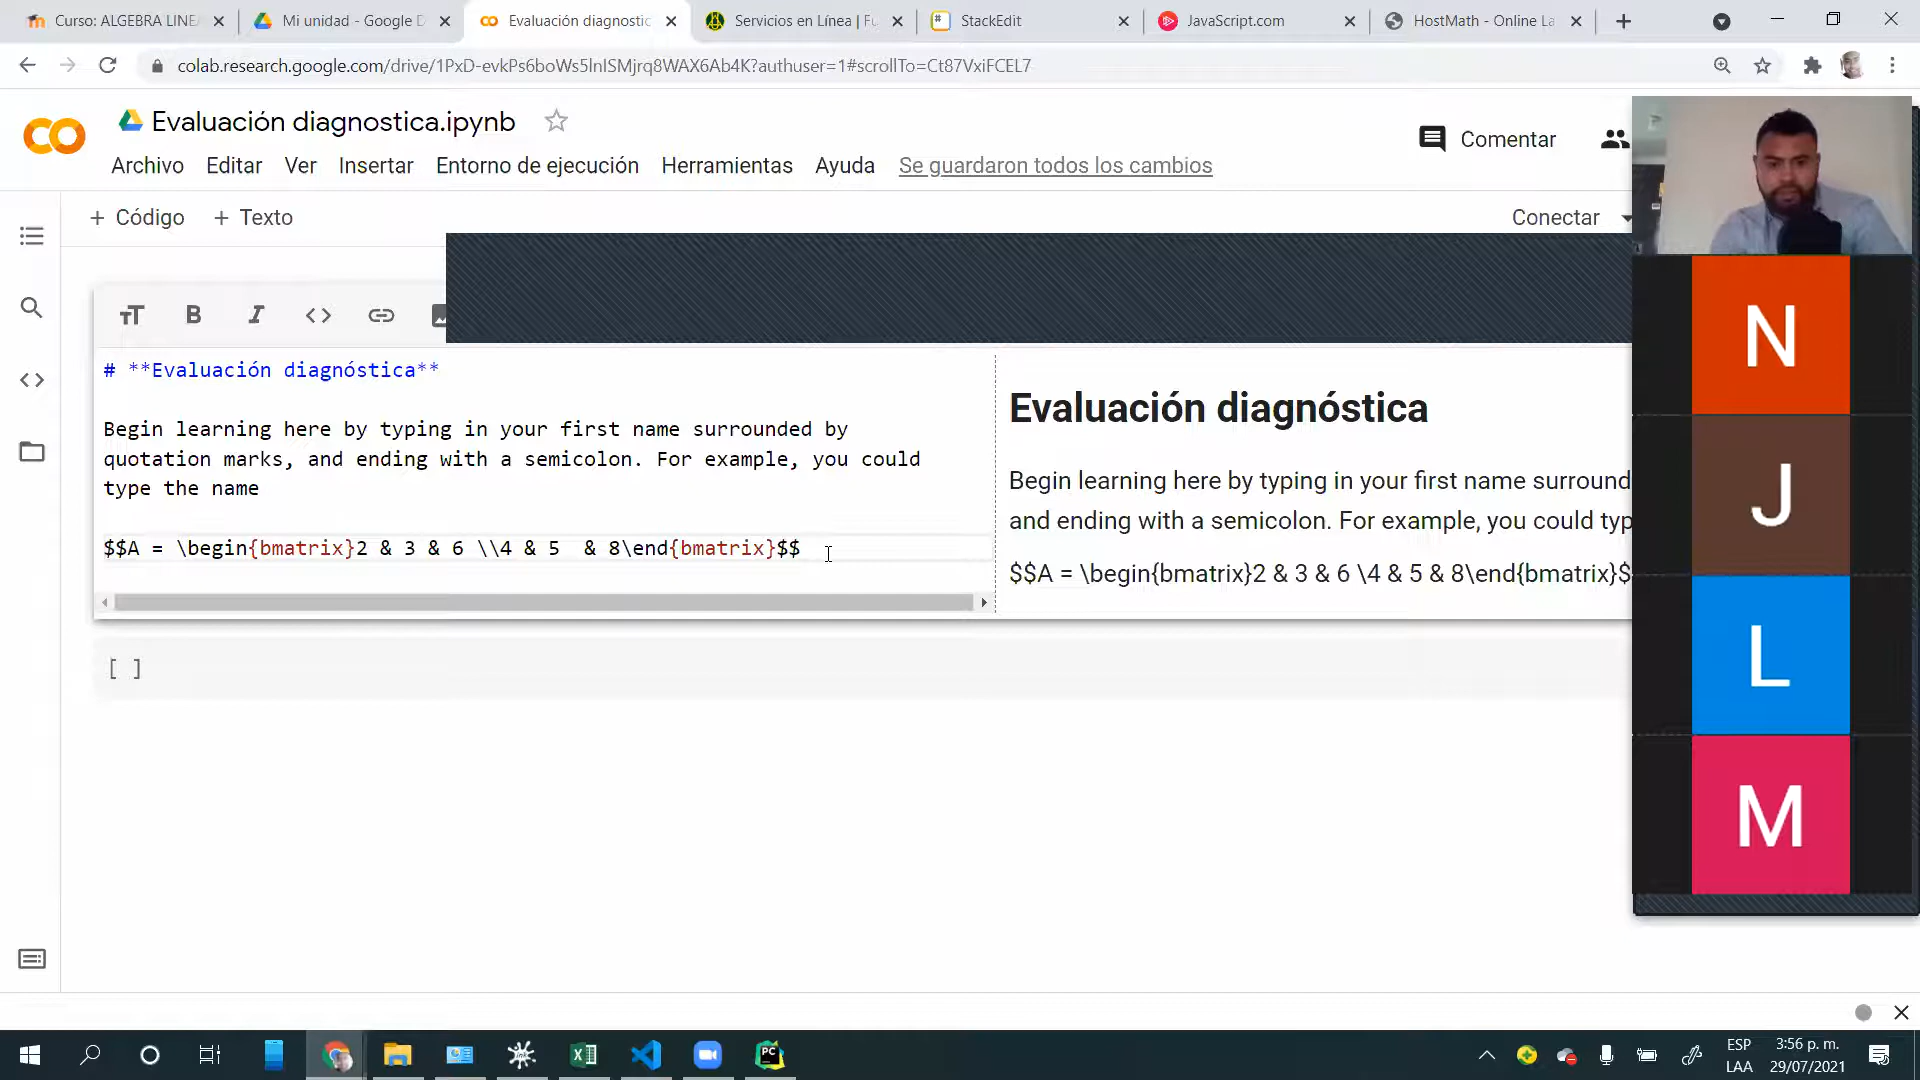 Curso: ALGEBRA LINE
Mi unidad - Google D
Evaluación diagnostic
Servicios en Línea | Fu
StackEdit
JavaScript.com
HostMath - Online La
colab.research.google.com/drive/1PxD-evkPs6boWs5lnISMjrq8WAX6Ab4K?authuser=1#scrollTo=Ct87VxiFCEL7
Evaluación diagnostica.ipynb
Comentar
Archivo Editar Ver Insertar Entorno de ejecución Herramientas Ayuda Se guardaron todos los cambios
+ Código + Texto
Conectar
# **Evaluación diagnóstica**
Begin learning here by typing in your first name surrounded by
quotation marks, and ending with a semicolon. For example, you could
type the name
$$A = \begin{bmatrix}2 & 3 & 6 \\4 & 5  & 8\end{bmatrix}$$
Evaluación diagnóstica
Begin learning here by typing in your first name surround
and ending with a semicolon. For example, you could typ
$$A = \begin{bmatrix}2 & 3 & 6 \4 & 5 & 8\end{bmatrix}$
[ ]
N
J
L
M
PC
ESP
LAA
3:56 p. m.
29/07/2021